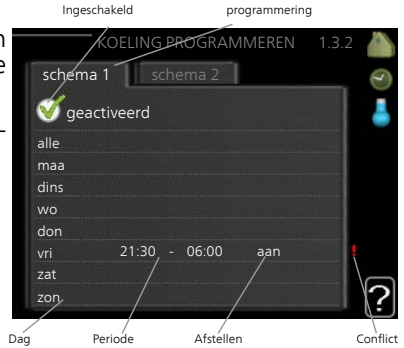 Ingeschakeld programmering
n
e
KOELING PROGRAMMEREN 1.3.2
schema 1 schema 2
geactiveerd
alle
maa
dins
wo
don
vri 21:30 - 06:00 aan !
zat
zon
?
Dag Periode Afstellen Conflict